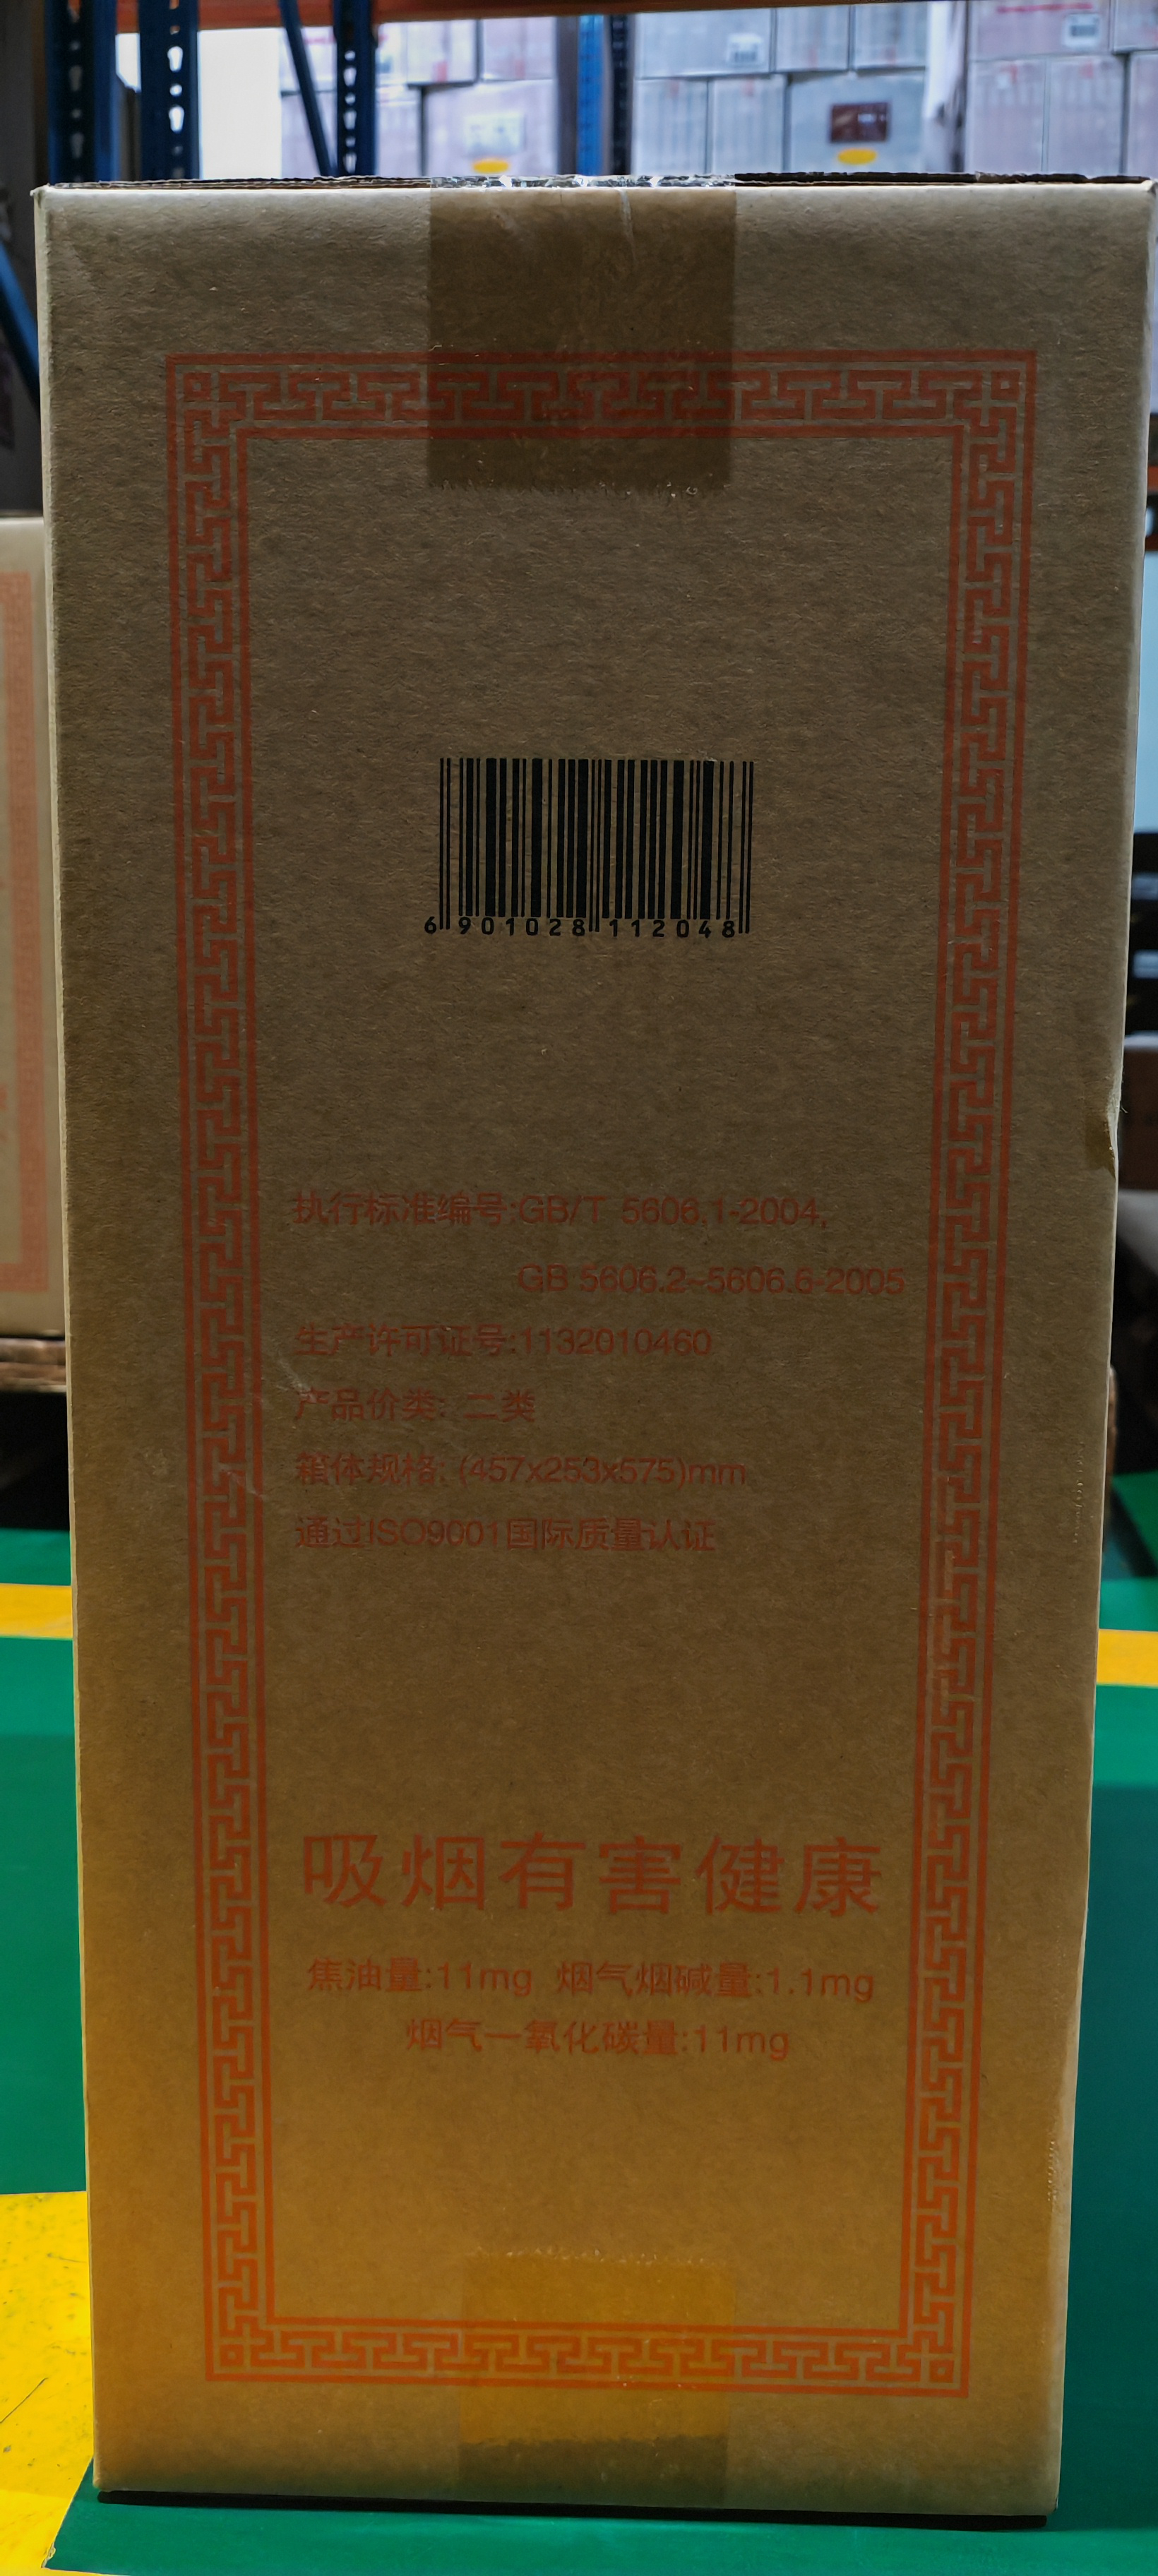 6 901028 112048
执行标准编号:GB/T 5606.1-2004,
GB 5606.2~5606.6-2005
生产许可证号:1132010460
产品价类: 二类
箱体规格: (457x253x575)mm
通过ISO9001国际质量认证
吸烟有害健康
焦油量:11mg 烟气烟碱量:1.1mg
烟气一氧化碳量:11mg